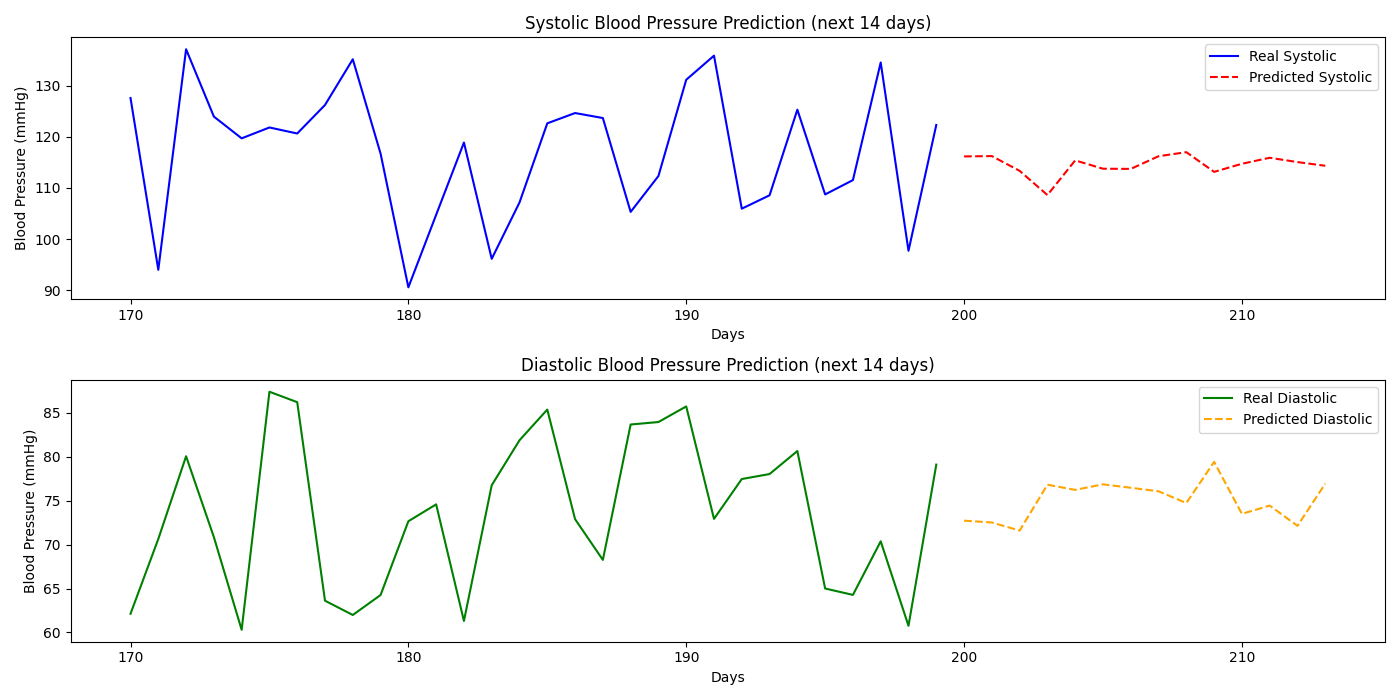 Systolic Blood Pressure Prediction (next 14 days)
Blood Pressure (mmHg)
130
120
110
100
90
Real Systolic
Predicted Systolic
170
180
190
200
210
Days
Diastolic Blood Pressure Prediction (next 14 days)
Blood Pressure (mmHg)
85
80
75
70
65
60
Real Diastolic
Predicted Diastolic
170
180
190
200
210
Days